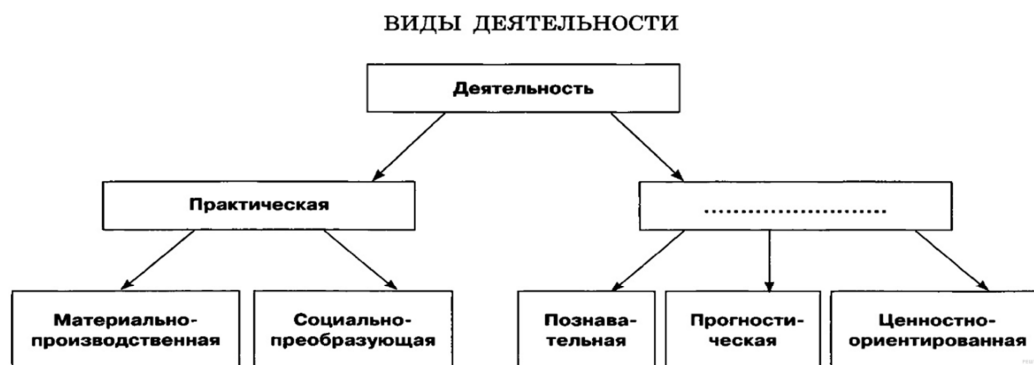 ВИДЫ ДЕЯТЕЛЬНОСТИ
Деятельность
Практическая
...........................
Материально-
производственная
Социально-
преобразующая
Познава-
тельная
Прогности-
ческая
Ценностно-
ориентированная